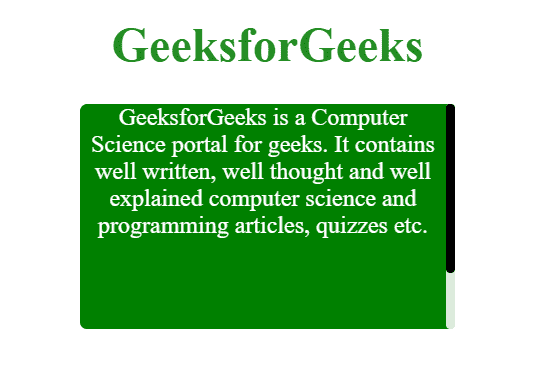 GeeksforGeeks
GeeksforGeeks is a Computer
Science portal for geeks. It contains
well written, well thought and well
explained computer science and
programming articles, quizzes etc.